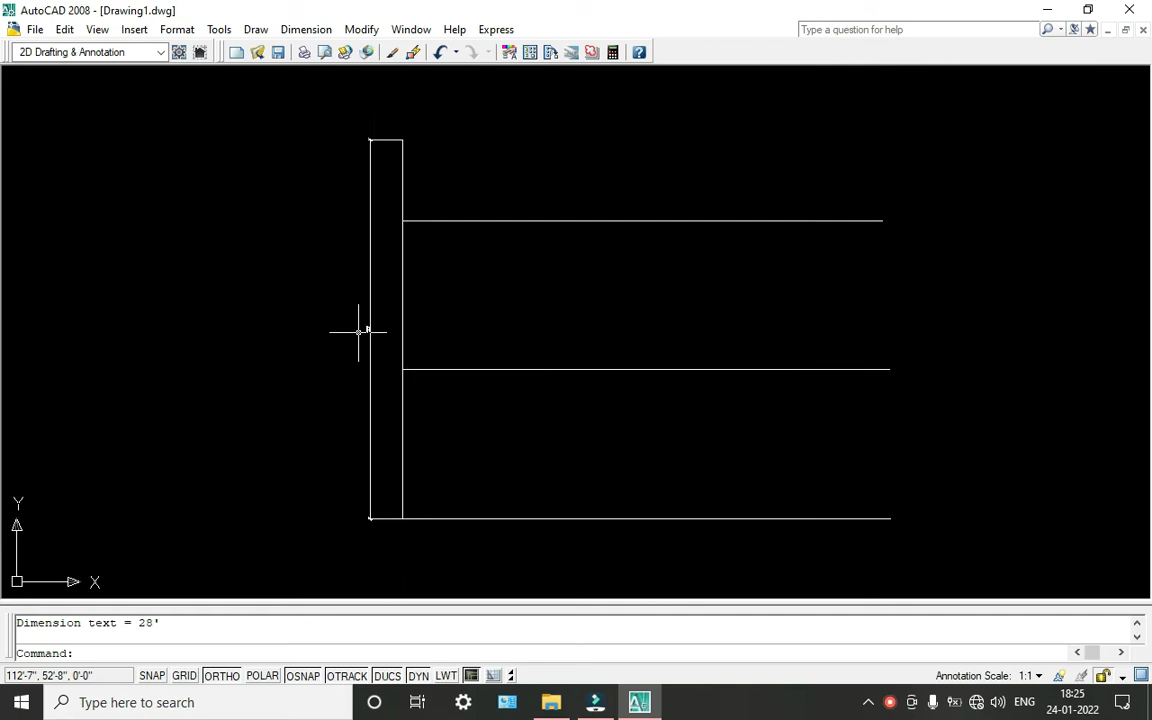 AutoCAD 2008 - [Drawing1.dwg]
File Edit View Insert Format Tools Draw Dimension Modify Window Help Express
Type a question for help
2D Drafting & Annotation
Y
X
Dimension text = 28'
Command:
112'-7", 52'-8", 0'-0" SNAP GRID ORTHO POLAR OSNAP OTRACK DUCS DYN LWT Annotation Scale: 1:1
Type here to search
ENG
18:25
24-01-2022